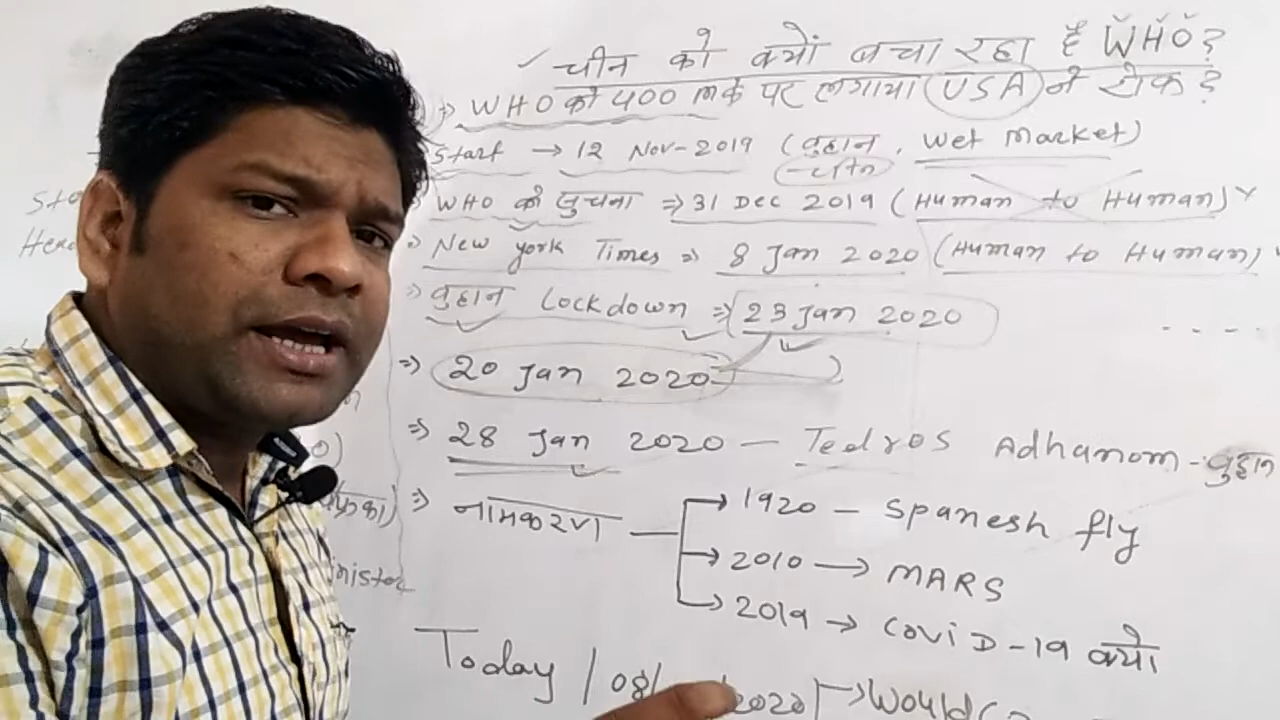 चीन को क्यों बचा रहा है WHO?
⇒ WHO को 400 M के पर लगाया USA ने रोक ?
Start → 12 Nov-2019 (वुहान, Wet Market)
-चीन
⇒ WHO को सुचना ⇒ 31 Dec 2019 (Human to Human)
⇒ New york Times ⇒ 8 Jan 2020 (Human to Human)
⇒ वुहान Lockdown ⇒ 23 Jan 2020
⇒ 20 Jan 2020
⇒ 28 Jan 2020 — Tedros Adhanom - वुहान
⇒ नामकरण
→ 1920 - Spanesh fly
→ 2010 → MARS
→ 2019 → COViD-19 क्यो
Today 2020 → Would